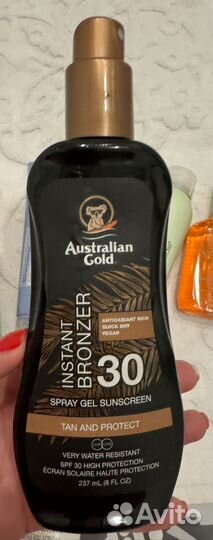 Australian
Gold
ANTIOXIDANT RICH
QUICK DRY
VEGAN
INSTANT
BRONZER
30
SPRAY GEL SUNSCREEN
TAN AND PROTECT
VERY WATER RESISTANT
SPF 30 HIGH PROTECTION
ÉCRAN SOLAIRE HAUTE PROTECTION
237 mL (8 FL OZ)
Avito